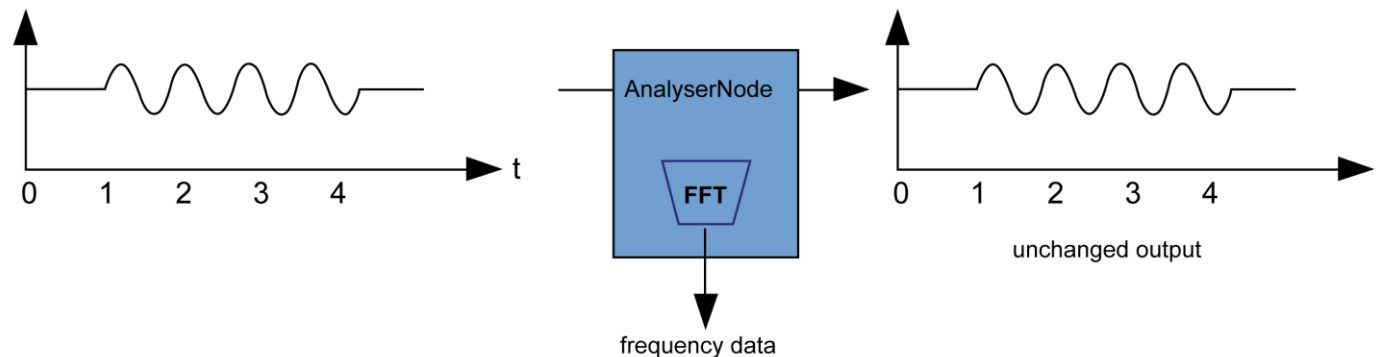 0 1 2 3 4 t
AnalyserNode
FFT
frequency data
0 1 2 3 4
unchanged output